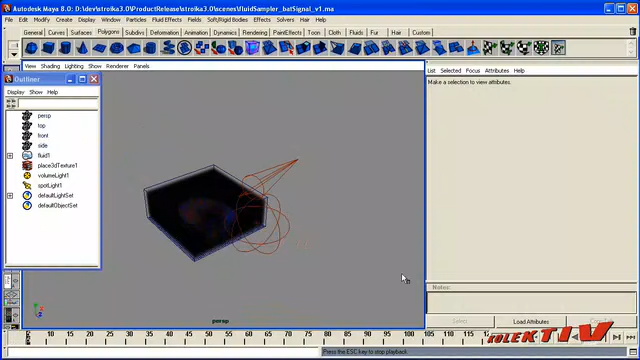 Autodesk Maya 8.0: D:\dev\stroika3.0\ProductRelease\stroika3.0\scenes\FluidSampler_batSignal_v1.ma
File Edit Modify Create Display Window Particles Fluid Effects Fields Soft/Rigid Bodies Effects Solvers Help
General Curves Surfaces Polygons Subdivs Deformation Animation Dynamics Rendering PaintEffects Toon Cloth Fluids Fur Hair Custom
View Shading Lighting Show Renderer Panels
List Selected Focus Attributes Help
Outliner
Make a selection to view attributes.
Display Show Help
persp
top
front
side
fluid1
place3dTexture1
volumeLight1
spotLight1
defaultLightSet
defaultObjectSet
persp
Notes:
Select Load Attributes
KOLEKTIV
10 15 20 25 30 35 40 45 50 55 60 65 70 75 80 85 90 95 100 105 110 115 120
Press the ESC key to stop playback